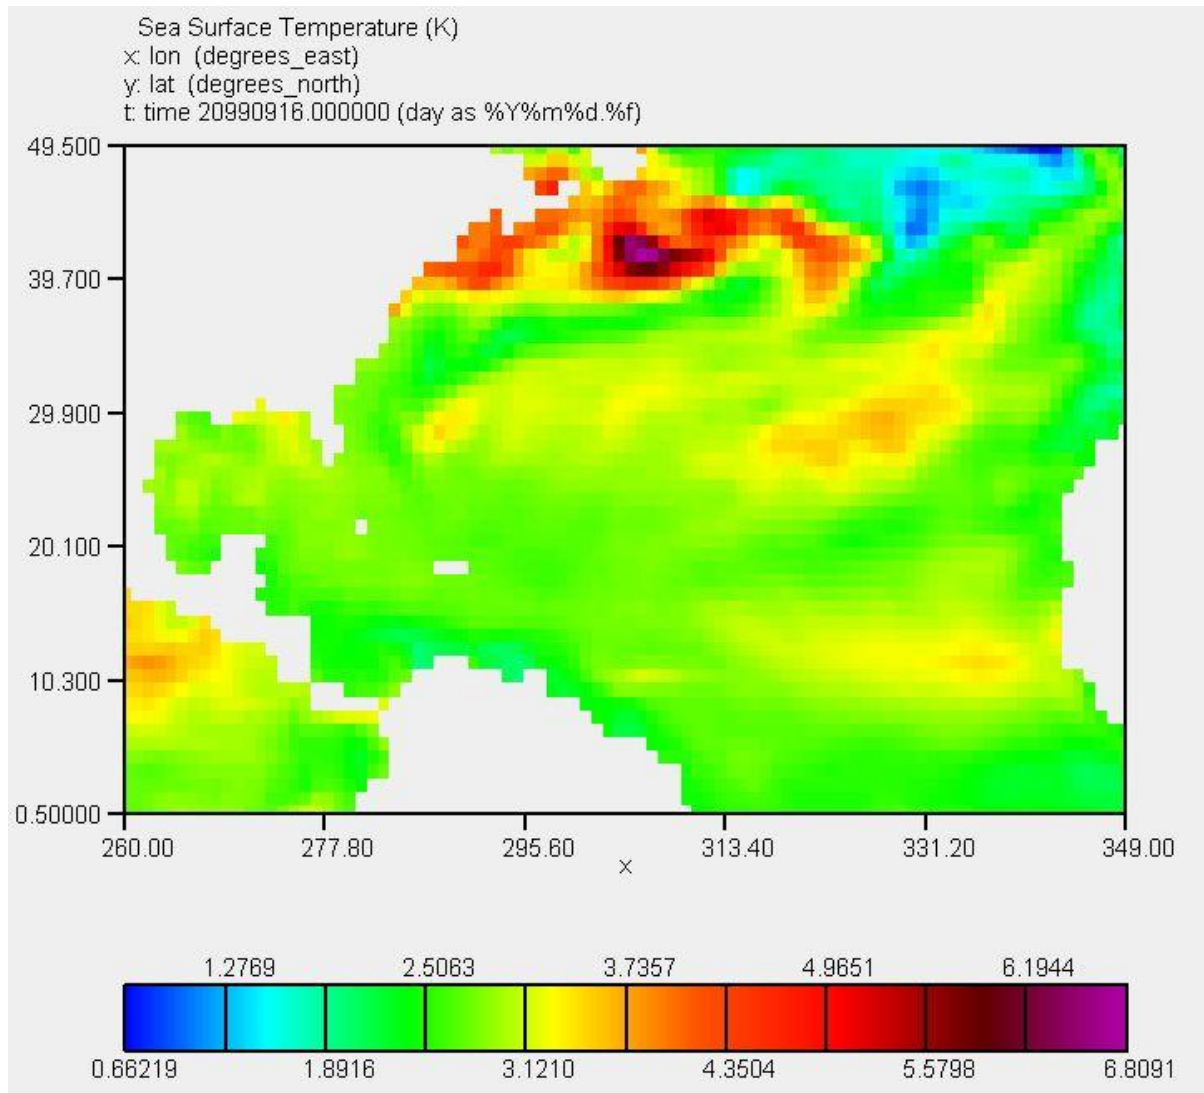 Sea Surface Temperature (K)
x: lon (degrees_east)
y: lat (degrees_north)
t: time 20990916.000000 (day as %Y%m%d.%f)
49.500
39.700
29.900
20.100
10.300
0.50000
260.00 277.80 295.60 313.40 331.20 349.00
x
1.2769 2.5063 3.7357 4.9651 6.1944
0.66219 1.8916 3.1210 4.3504 5.5798 6.8091